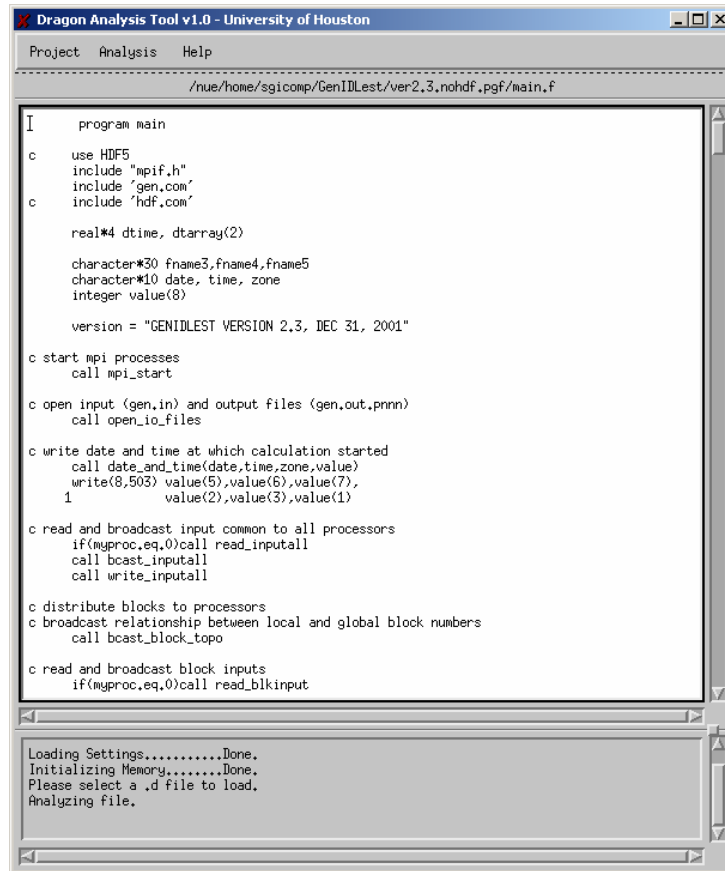 Dragon Analysis Tool v1.0 - University of Houston
Project Analysis Help
/nue/home/sgicomp/GenIDLest/ver2.3.nohdf.pgf/main.f
program main
c     use HDF5
      include "mpif.h"
      include 'gen.com'
c     include 'hdf.com'
      real*4 dtime, dtarray(2)
      character*30 fname3,fname4,fname5
      character*10 date, time, zone
      integer value(8)
      version = "GENIDLEST VERSION 2.3, DEC 31, 2001"
c start mpi processes
      call mpi_start
c open input (gen.in) and output files (gen.out.pnnn)
      call open_io_files
c write date and time at which calculation started
      call date_and_time(date,time,zone,value)
      write(8,503) value(5),value(6),value(7),
     1            value(2),value(3),value(1)
c read and broadcast input common to all processors
      if(myproc.eq.0)call read_inputall
      call bcast_inputall
      call write_inputall
c distribute blocks to processors
c broadcast relationship between local and global block numbers
      call bcast_block_topo
c read and broadcast block inputs
      if(myproc.eq.0)call read_blkinput
Loading Settings...........Done.
Initializing Memory........Done.
Please select a .d file to load.
Analyzing file.